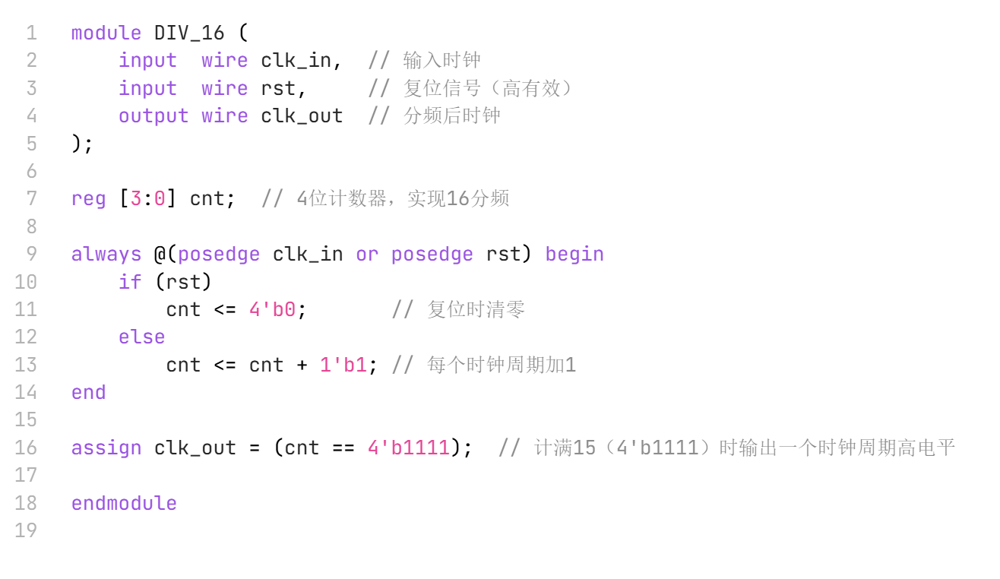 1 module DIV_16 (
2     input  wire clk_in,  // 输入时钟
3     input  wire rst,     // 复位信号（高有效）
4     output wire clk_out  // 分频后时钟
5 );
6
7 reg [3:0] cnt;  // 4位计数器，实现16分频
8
9 always @(posedge clk_in or posedge rst) begin
10     if (rst)
11         cnt <= 4'b0;       // 复位时清零
12     else
13         cnt <= cnt + 1'b1; // 每个时钟周期加1
14 end
15
16 assign clk_out = (cnt == 4'b1111);  // 计满15（4'b1111）时输出一个时钟周期高电平
17
18 endmodule
19